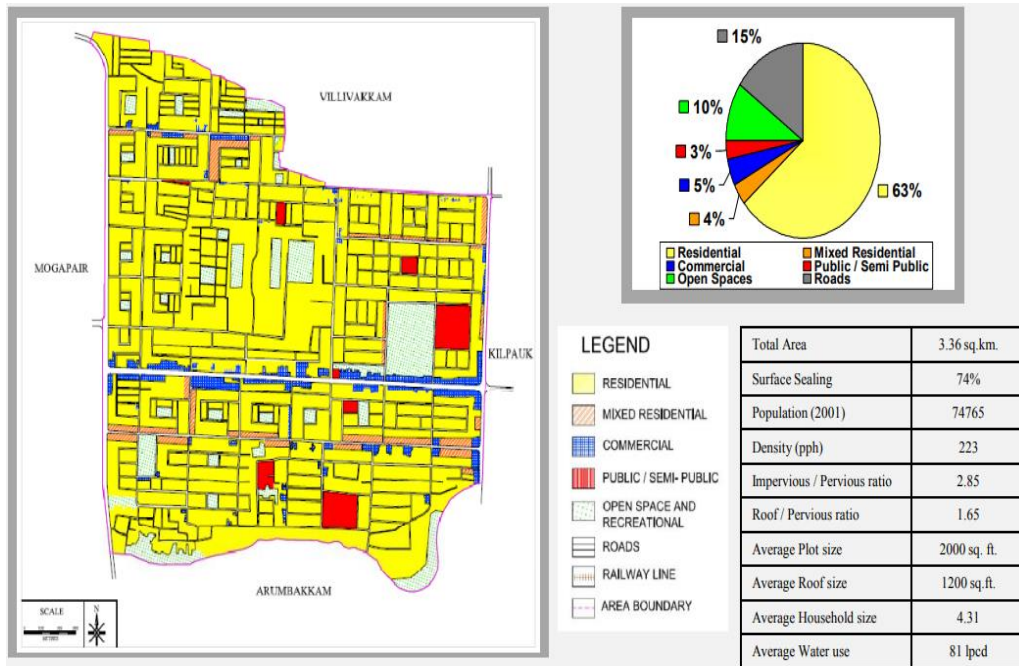 VILLIVAKKAM
MOGAPAIR
KILPAUK
ARUMBAKKAM
SCALE
N
15%
10%
3%
5%
4%
63%
Residential
Mixed Residential
Commercial
Public / Semi Public
Open Spaces
Roads
LEGEND
RESIDENTIAL
MIXED RESIDENTIAL
COMMERCIAL
PUBLIC / SEMI- PUBLIC
OPEN SPACE AND
RECREATIONAL
ROADS
RAILWAY LINE
AREA BOUNDARY
Total Area 3.36 sq.km.
Surface Sealing 74%
Population (2001) 74765
Density (pph) 223
Impervious / Pervious ratio 2.85
Roof / Pervious ratio 1.65
Average Plot size 2000 sq. ft.
Average Roof size 1200 sq.ft.
Average Household size 4.31
Average Water use 81 lpcd